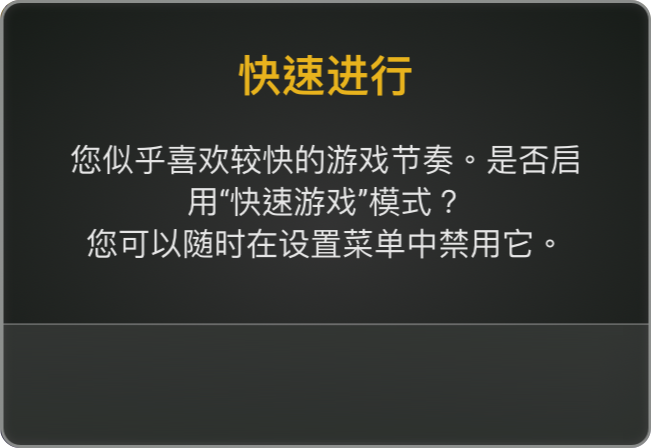 快速进行
您似乎喜欢较快的游戏节奏。是否启
用“快速游戏”模式？
您可以随时在设置菜单中禁用它。